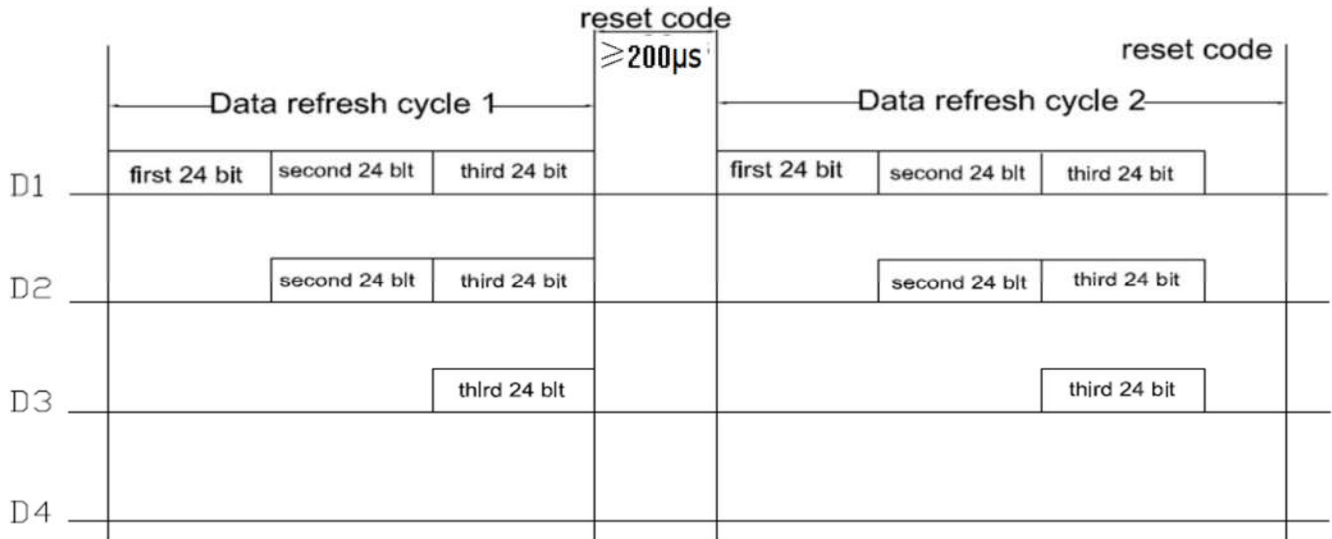 reset code
≥200μs
reset code
Data refresh cycle 1
Data refresh cycle 2
D1 first 24 bit second 24 blt third 24 bit first 24 bit second 24 blt third 24 bit
D2 second 24 blt third 24 bit second 24 blt third 24 bit
D3 thlrd 24 blt third 24 bit
D4